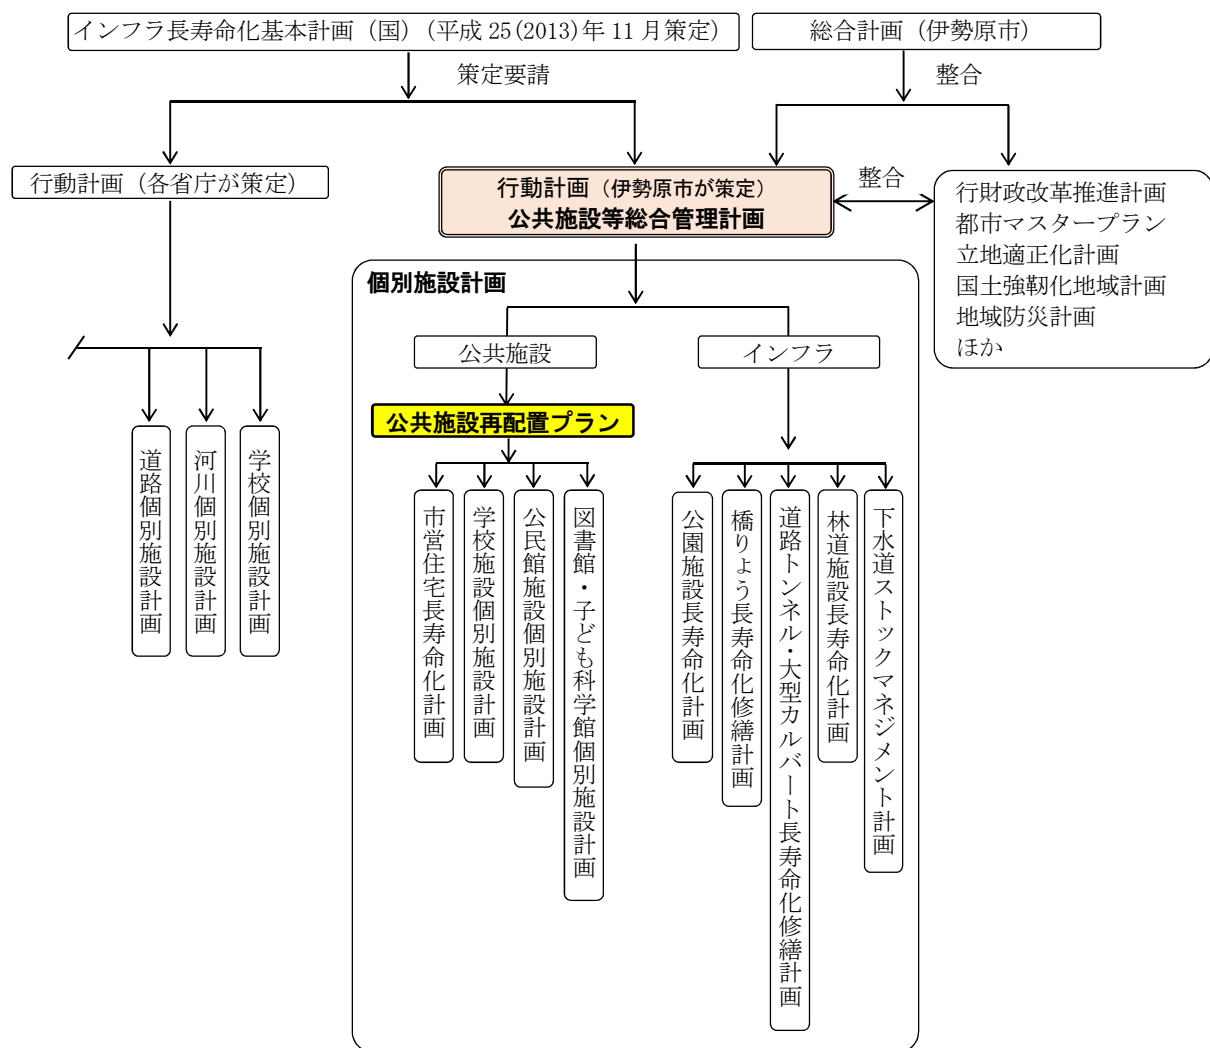 インフラ長寿命化基本計画（国）（平成25(2013)年11月策定）
総合計画（伊勢原市）
策定要請
整合
行動計画（各省庁が策定）
行動計画（伊勢原市が策定）
公共施設等総合管理計画
整合
行財政改革推進計画
都市マスタープラン
立地適正化計画
国土強靱化地域計画
地域防災計画
ほか
個別施設計画
公共施設
インフラ
公共施設再配置プラン
道路個別施設計画
河川個別施設計画
学校個別施設計画
市営住宅長寿命化計画
学校施設個別施設計画
公民館施設個別施設計画
図書館・子ども科学館個別施設計画
公園施設長寿命化計画
橋りょう長寿命化修繕計画
道路トンネル・大型カルバート長寿命化修繕計画
林道施設長寿命化計画
下水道ストックマネジメント計画